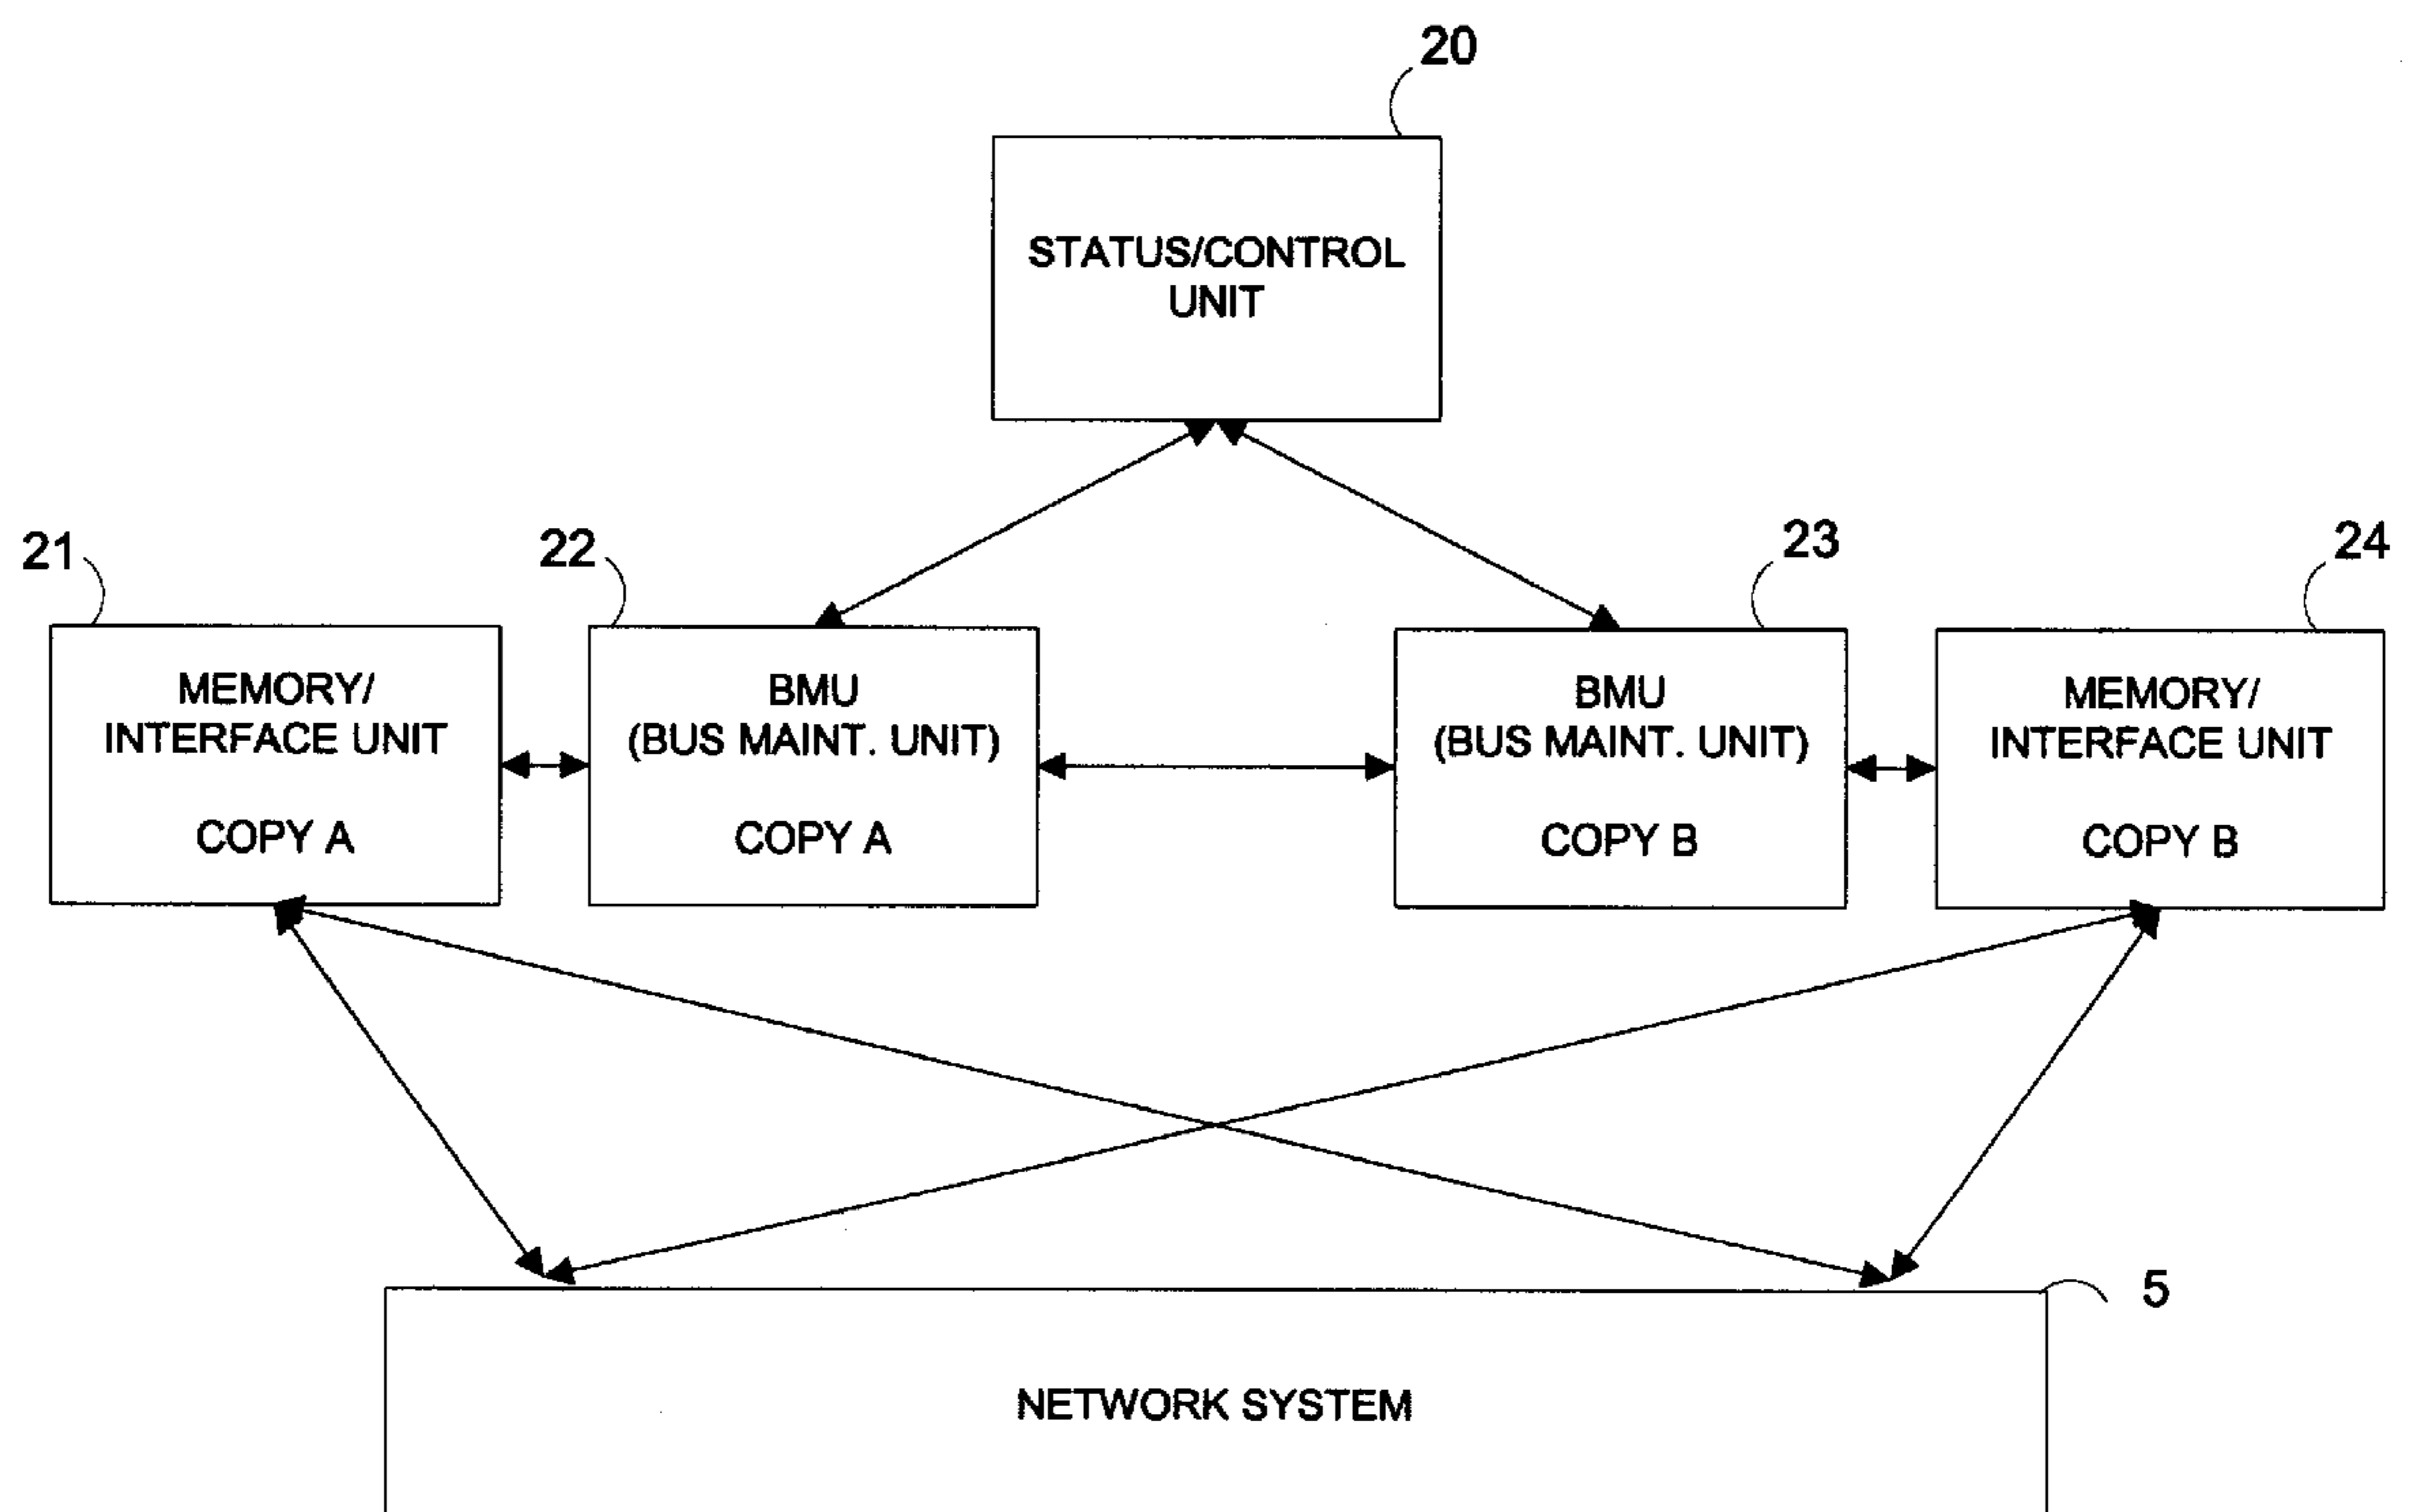 20
STATUS/CONTROL
UNIT
21
22
23
24
MEMORY/
INTERFACE UNIT
COPY A
BMU
(BUS MAINT. UNIT)
COPY A
BMU
(BUS MAINT. UNIT)
COPY B
MEMORY/
INTERFACE UNIT
COPY B
5
NETWORK SYSTEM